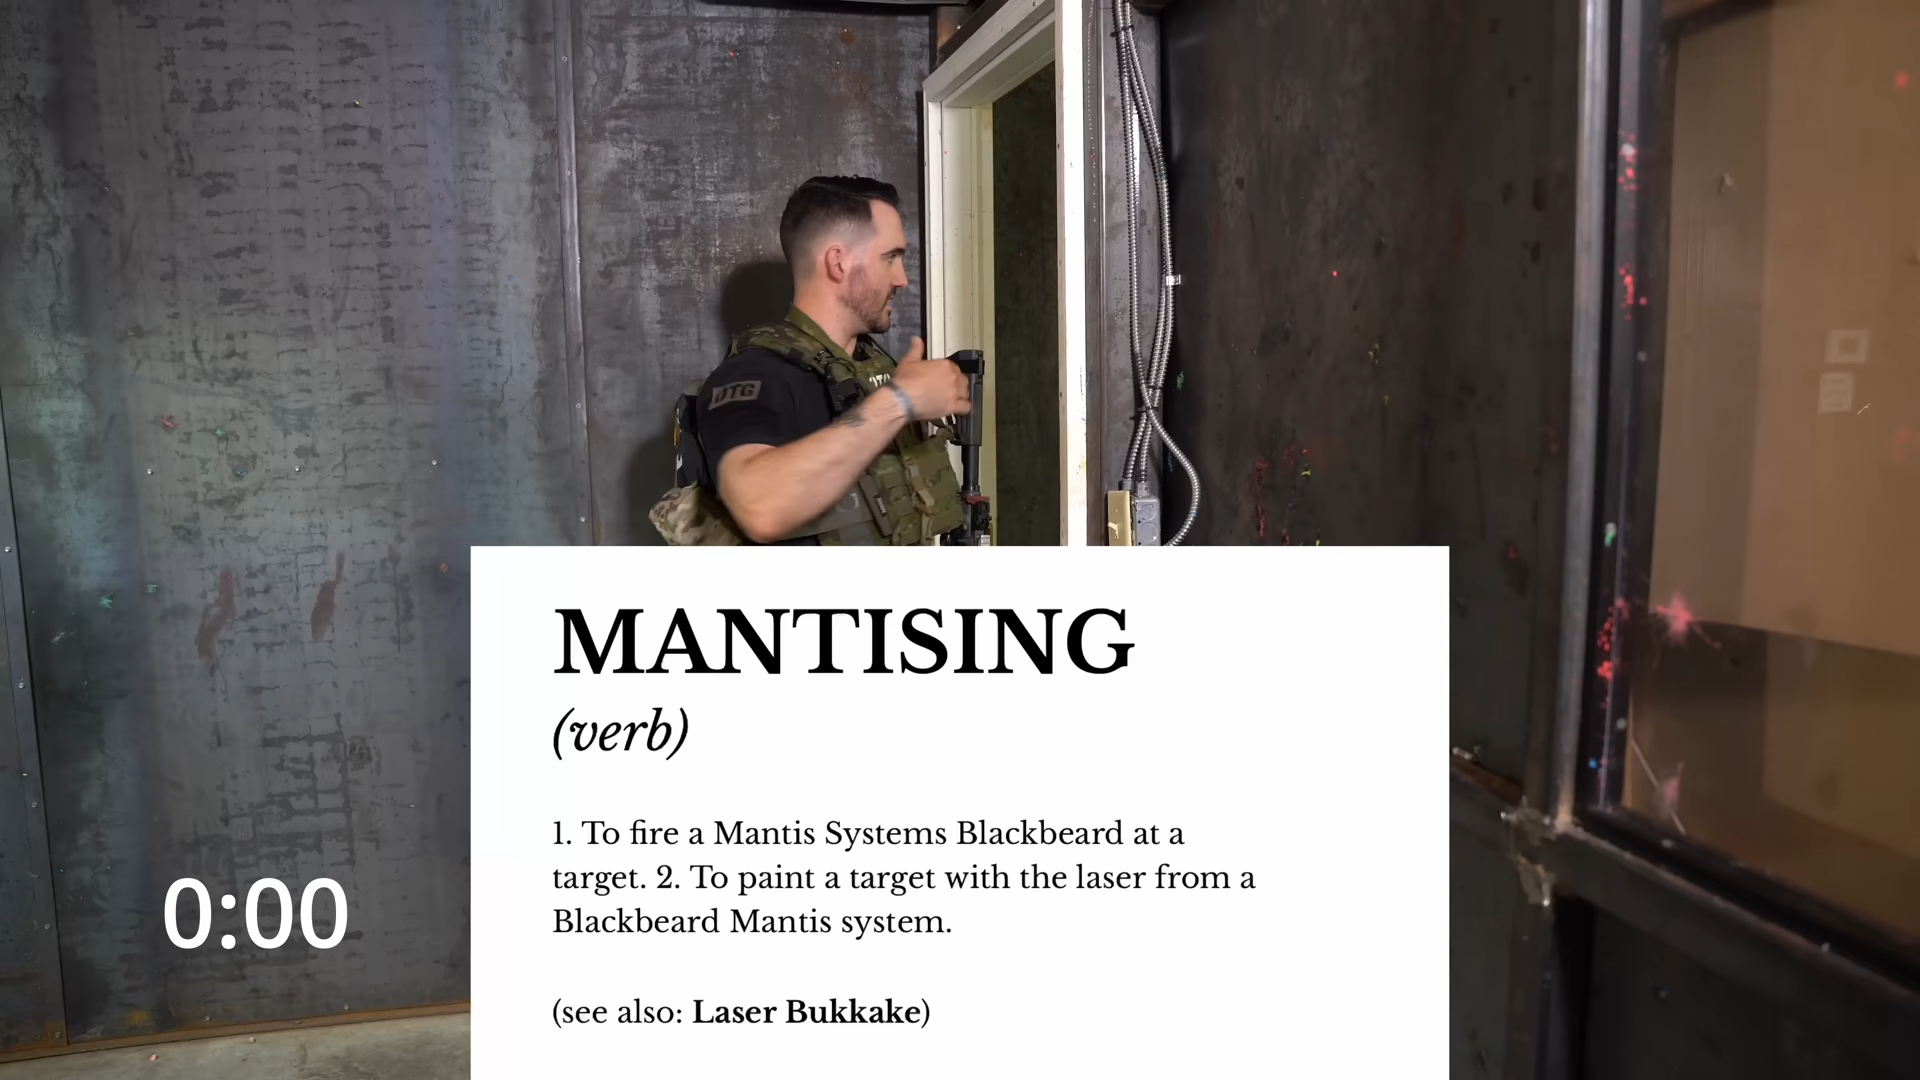 OTG
MANTISING
(verb)
1. To fire a Mantis Systems Blackbeard at a
target. 2. To paint a target with the laser from a
Blackbeard Mantis system.
0:00
(see also: Laser Bukkake)